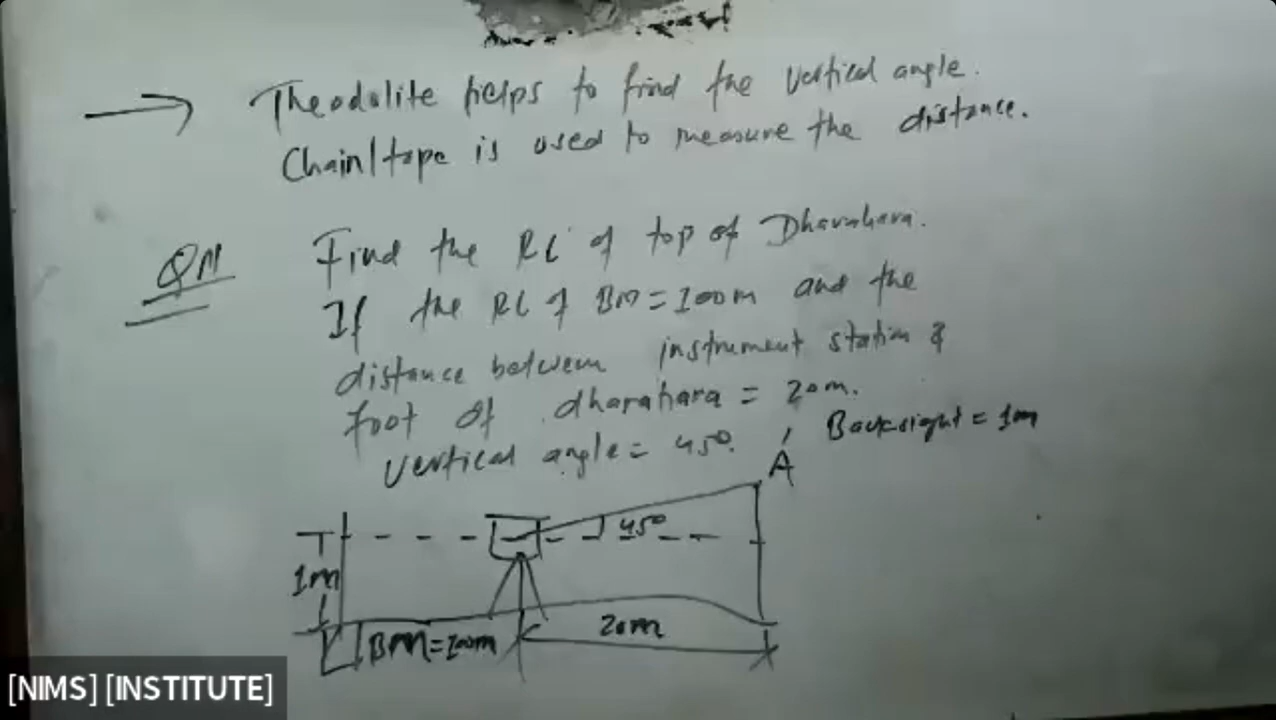 → Theodolite helps to find the vertical angle.
Chain/tape is used to measure the distance.
QN Find the RL of top of Dharahara.
If the RL of BM = 100m and the
distance between instrument station &
foot of dharahara = 20m.
vertical angle = 45°. , Backsight = 1m
A
45°
1m
BM=100m
20m
[NIMS] [INSTITUTE]